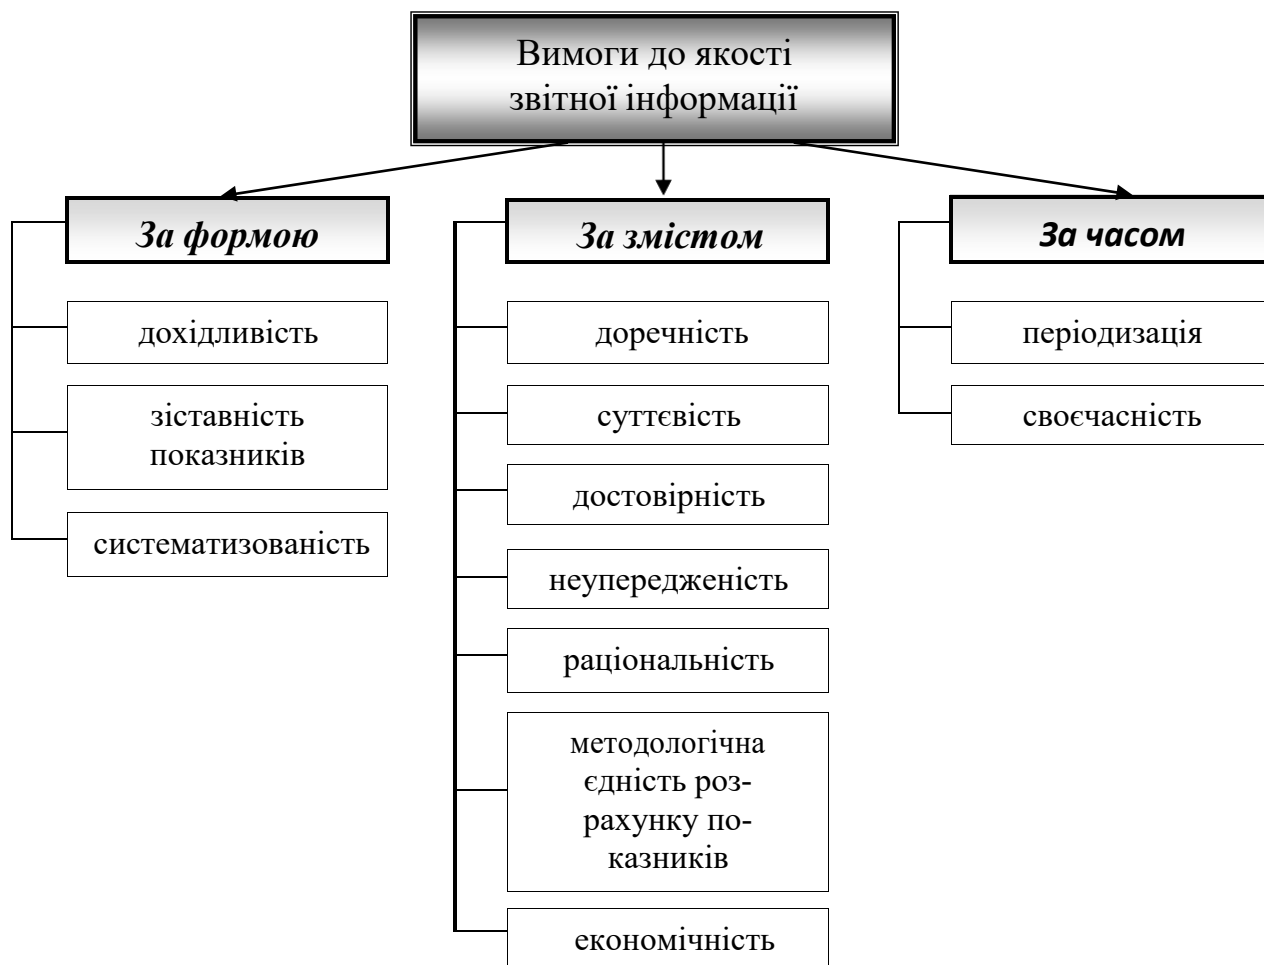 Вимоги до якості
звітної інформації
За формою
дохідливість
зіставність
показників
систематизованість
За змістом
доречність
суттєвість
достовірність
неупередженість
раціональність
методологічна
єдність роз-
рахунку по-
казників
економічність
За часом
періодизація
своєчасність